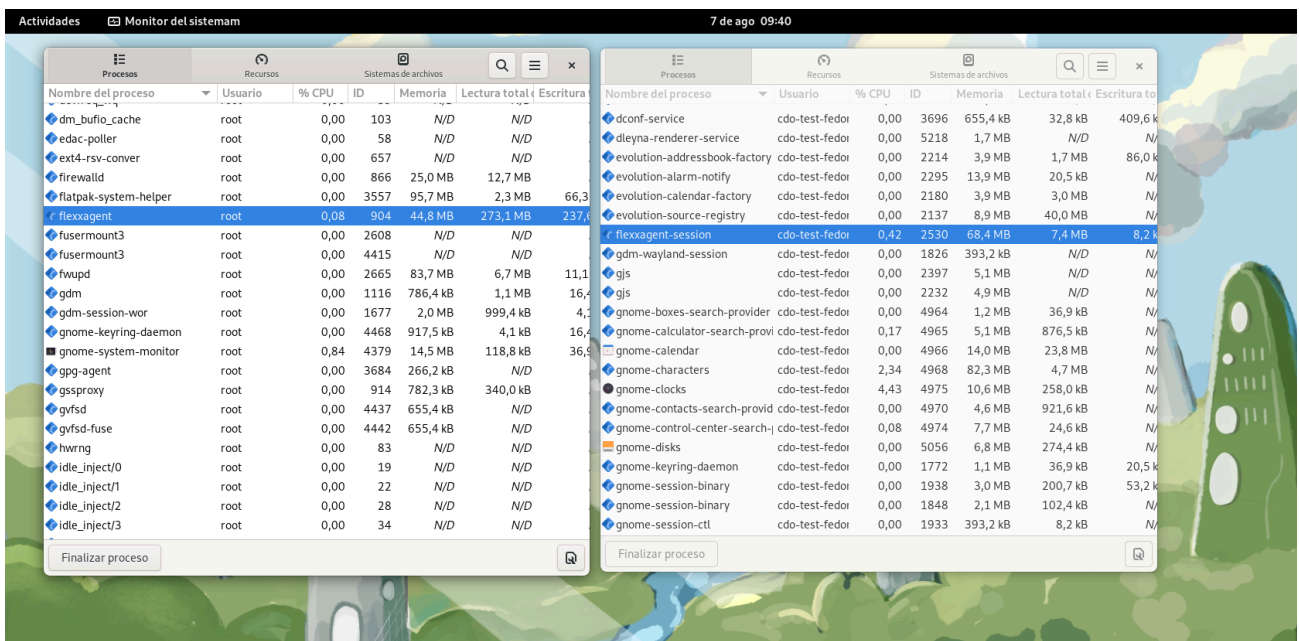 Actividades Monitor del sistemam 7 de ago 09:40
Procesos Recursos Sistemas de archivos
Nombre del proceso Usuario % CPU ID Memoria Lectura total Escritura
dm_bufio_cache root 0,00 103 N/D N/D
edac-poller root 0,00 58 N/D N/D
ext4-rsv-conver root 0,00 657 N/D N/D
firewalld root 0,00 866 25,0 MB 12,7 MB
flatpak-system-helper root 0,00 3557 95,7 MB 2,3 MB 66,3
flexxagent root 0,08 904 44,8 MB 273,1 MB 237,6
fusermount3 root 0,00 2608 N/D N/D
fusermount3 root 0,00 4415 N/D N/D
fwupd root 0,00 2665 83,7 MB 6,7 MB 11,1
gdm root 0,00 1116 786,4 kB 1,1 MB 16,4
gdm-session-wor root 0,00 1677 2,0 MB 999,4 kB 4,1
gnome-keyring-daemon root 0,00 4468 917,5 kB 4,1 kB 16,4
gnome-system-monitor root 0,84 4379 14,5 MB 118,8 kB 36,9
gpg-agent root 0,00 3684 266,2 kB N/D
gssproxy root 0,00 914 782,3 kB 340,0 kB
gvfsd root 0,00 4437 655,4 kB N/D
gvfsd-fuse root 0,00 4442 655,4 kB N/D
hwrng root 0,00 83 N/D N/D
idle_inject/0 root 0,00 19 N/D N/D
idle_inject/1 root 0,00 22 N/D N/D
idle_inject/2 root 0,00 28 N/D N/D
idle_inject/3 root 0,00 34 N/D N/D
Finalizar proceso
Procesos Recursos Sistemas de archivos
Nombre del proceso Usuario % CPU ID Memoria Lectura total Escritura to
dconf-service cdo-test-fedor 0,00 3696 655,4 kB 32,8 kB 409,6 k
dleyna-renderer-service cdo-test-fedor 0,00 5218 1,7 MB N/D N/
evolution-addressbook-factory cdo-test-fedor 0,00 2214 3,9 MB 1,7 MB 86,0 k
evolution-alarm-notify cdo-test-fedor 0,00 2295 13,9 MB 20,5 kB N/
evolution-calendar-factory cdo-test-fedor 0,00 2180 3,9 MB 3,0 MB N/
evolution-source-registry cdo-test-fedor 0,00 2137 8,9 MB 40,0 MB N/
flexxagent-session cdo-test-fedor 0,42 2530 68,4 MB 7,4 MB 8,2 k
gdm-wayland-session cdo-test-fedor 0,00 1826 393,2 kB N/D N/
gjs cdo-test-fedor 0,00 2397 5,1 MB N/D N/
gjs cdo-test-fedor 0,00 2232 4,9 MB N/D N/
gnome-boxes-search-provider cdo-test-fedor 0,00 4964 1,2 MB 36,9 kB N/
gnome-calculator-search-provi cdo-test-fedor 0,17 4965 5,1 MB 876,5 kB N/
gnome-calendar cdo-test-fedor 0,00 4966 14,0 MB 23,8 MB N/
gnome-characters cdo-test-fedor 2,34 4968 82,3 MB 4,7 MB N/
gnome-clocks cdo-test-fedor 4,43 4975 10,6 MB 258,0 kB N/
gnome-contacts-search-provid cdo-test-fedor 0,00 4970 4,6 MB 921,6 kB N/
gnome-control-center-search- cdo-test-fedor 0,08 4974 7,7 MB 24,6 kB N/
gnome-disks cdo-test-fedor 0,00 5056 6,8 MB 274,4 kB N/
gnome-keyring-daemon cdo-test-fedor 0,00 1772 1,1 MB 36,9 kB 20,5 k
gnome-session-binary cdo-test-fedor 0,00 1938 3,0 MB 200,7 kB 53,2 k
gnome-session-binary cdo-test-fedor 0,00 1848 2,1 MB 102,4 kB N/
gnome-session-ctl cdo-test-fedor 0,00 1933 393,2 kB 8,2 kB N/
Finalizar proceso